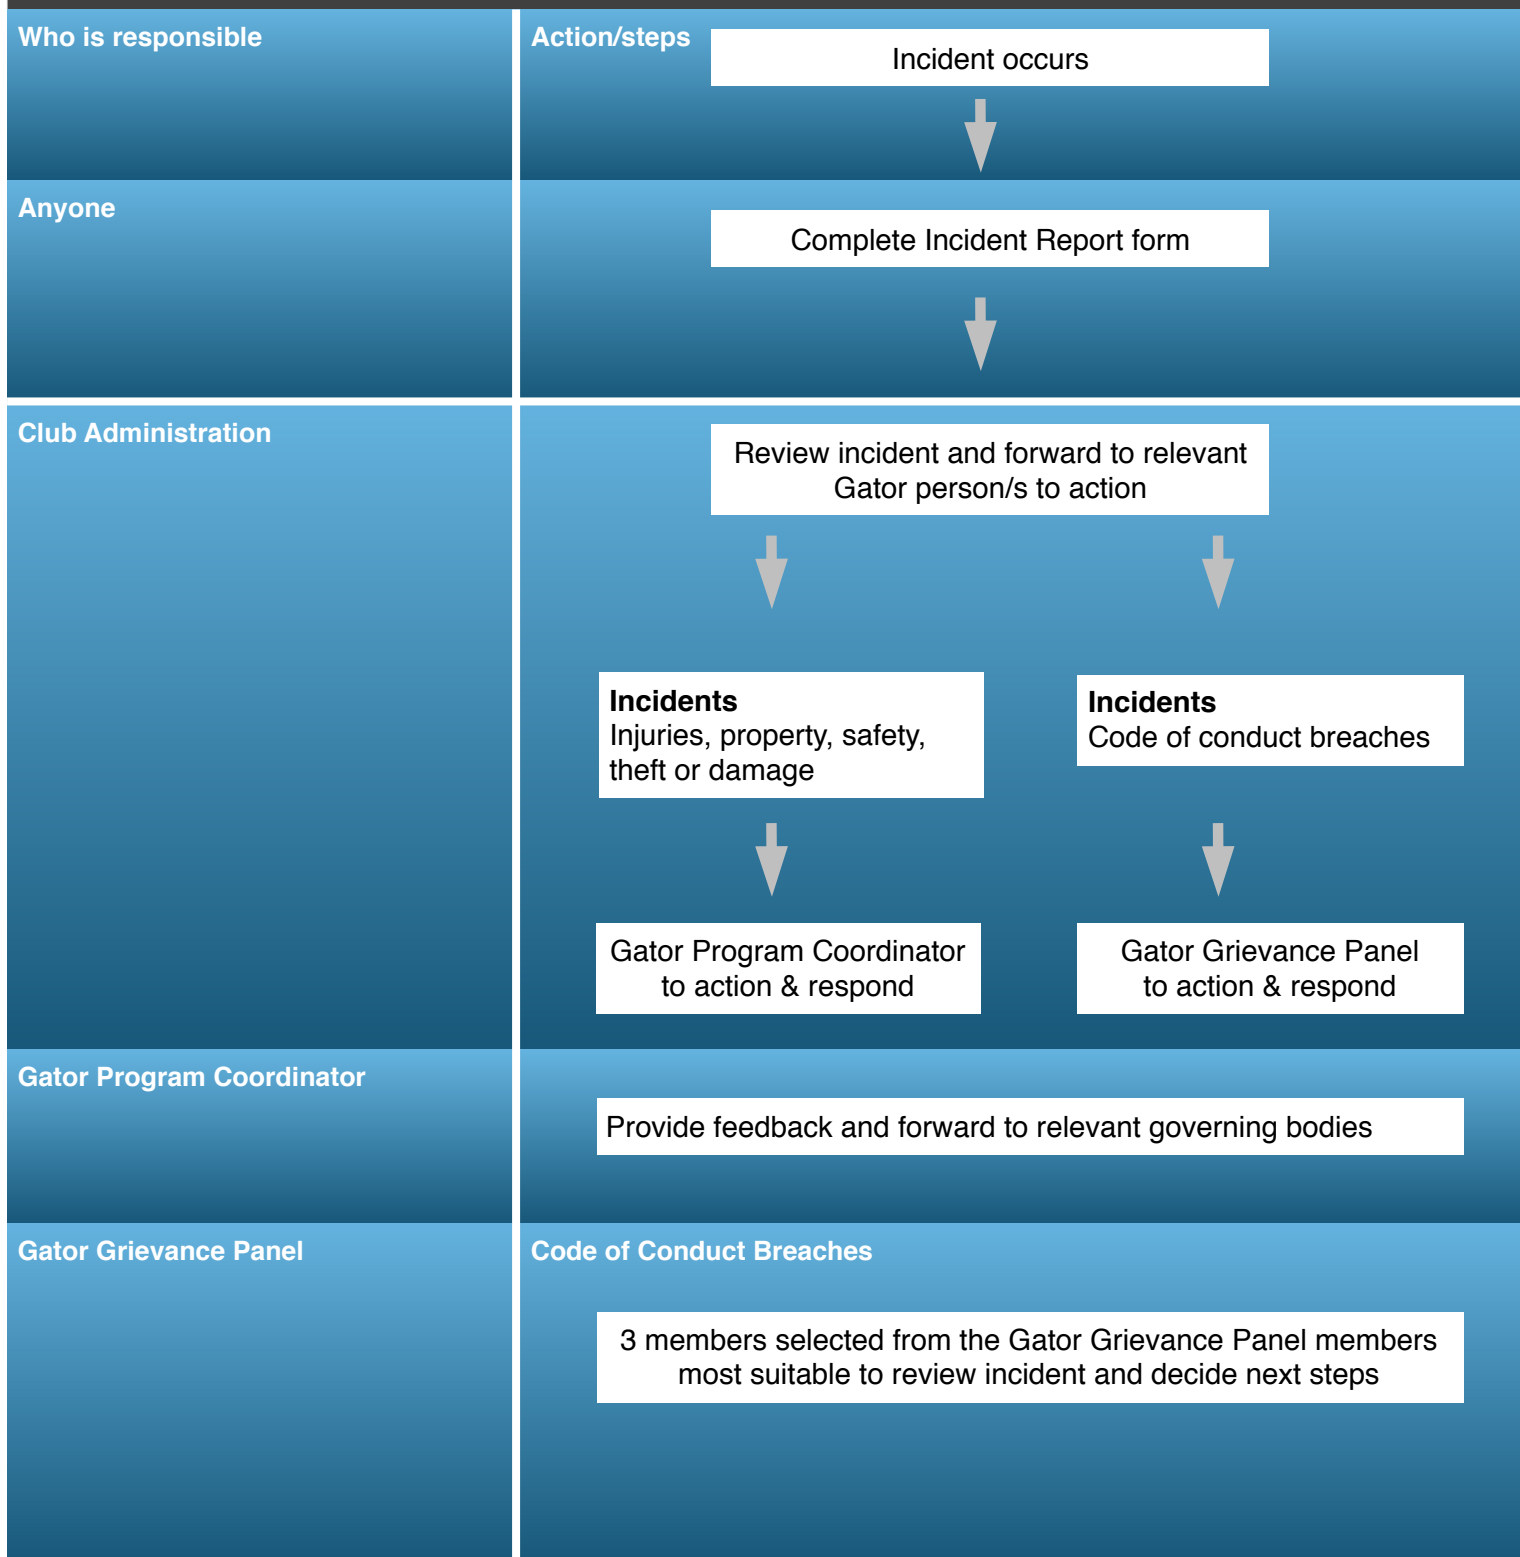 Who is responsible
Action/steps
Incident occurs
Anyone
Complete Incident Report form
Club Administration
Review incident and forward to relevant
Gator person/s to action
Incidents
Injuries, property, safety,
theft or damage
Incidents
Code of conduct breaches
Gator Program Coordinator
to action & respond
Gator Grievance Panel
to action & respond
Gator Program Coordinator
Provide feedback and forward to relevant governing bodies
Gator Grievance Panel
Code of Conduct Breaches
3 members selected from the Gator Grievance Panel members
most suitable to review incident and decide next steps